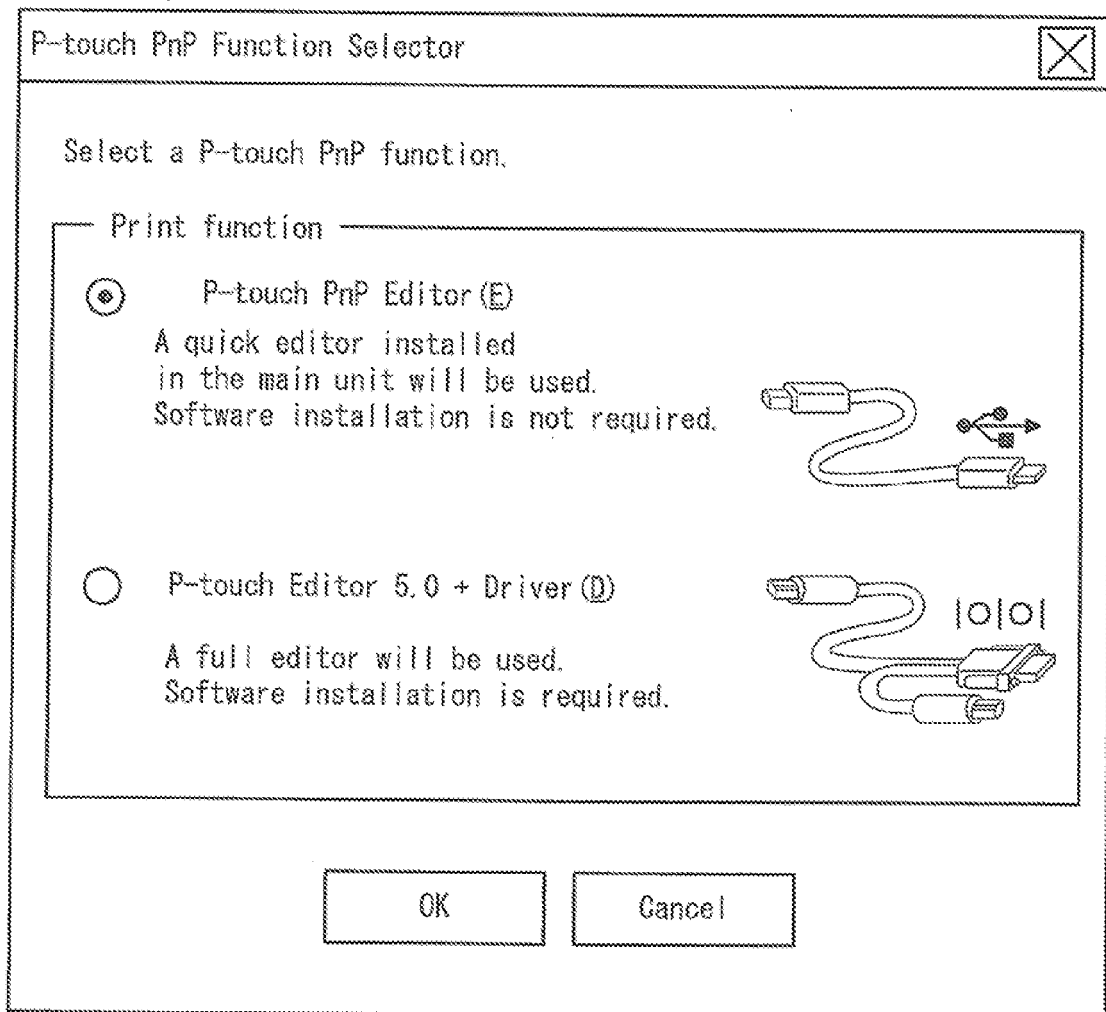 P-touch PnP Function Selector
Select a P-touch PnP function.
Print function
P-touch PnP Editor(E)
A quick editor installed
in the main unit will be used.
Software installation is not required.
P-touch Editor 5.0 + Driver(D)
|O|O|
A full editor will be used.
Software installation is required.
OK
Cancel